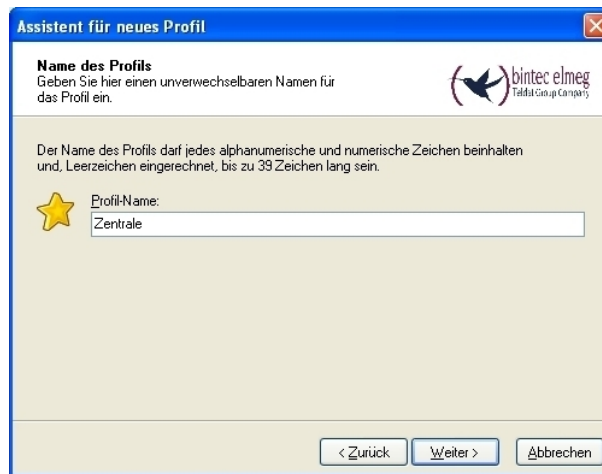 Assistent für neues Profil
Name des Profils
Geben Sie hier einen unverwechselbaren Namen für
das Profil ein.
bintec elmeg
Teldat Group Company
Der Name des Profils darf jedes alphanumerische und numerische Zeichen beinhalten
und, Leerzeichen eingerechnet, bis zu 39 Zeichen lang sein.
Profil-Name:
Zentrale
< Zurück Weiter > Abbrechen